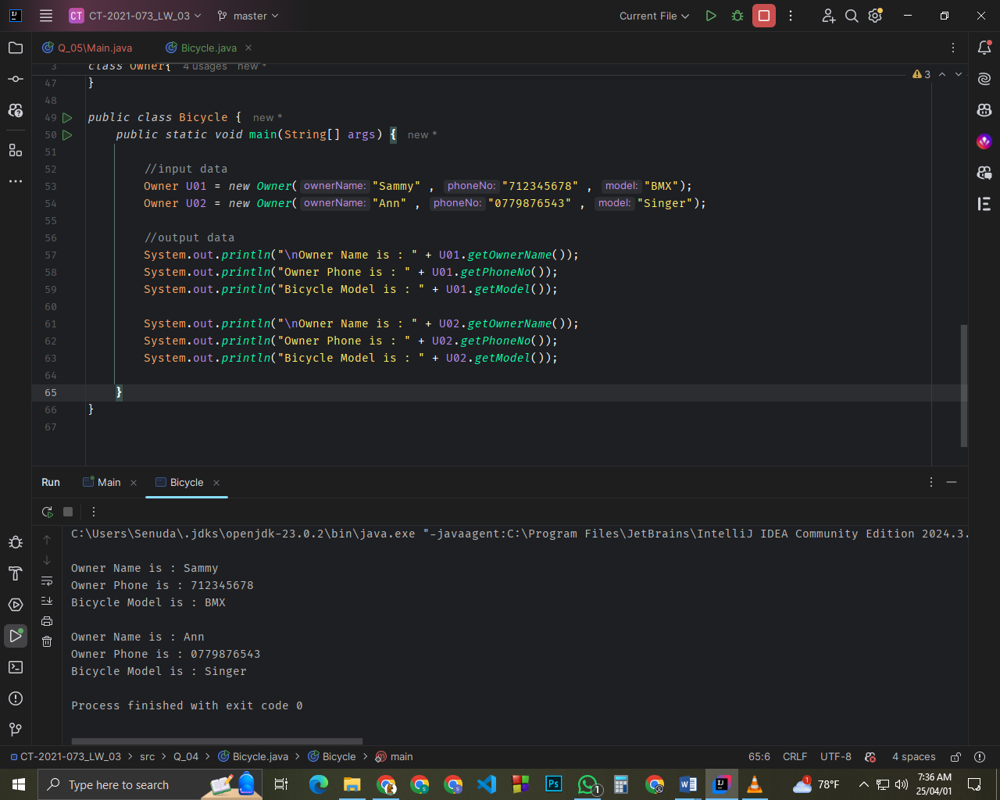 CT CT-2021-073_LW_03 master Current File
Q_05\Main.java Bicycle.java
3 class Owner{ 4 usages new *
3
47 }
48
49 public class Bicycle { new *
50 public static void main(String[] args) { new *
51
52 //input data
53 Owner U01 = new Owner( ownerName: "Sammy" , phoneNo: "712345678" , model: "BMX");
54 Owner U02 = new Owner( ownerName: "Ann" , phoneNo: "0779876543" , model: "Singer");
55
56 //output data
57 System.out.println("\nOwner Name is : " + U01.getOwnerName());
58 System.out.println("Owner Phone is : " + U01.getPhoneNo());
59 System.out.println("Bicycle Model is : " + U01.getModel());
60
61 System.out.println("\nOwner Name is : " + U02.getOwnerName());
62 System.out.println("Owner Phone is : " + U02.getPhoneNo());
63 System.out.println("Bicycle Model is : " + U02.getModel());
64
65 }
66 }
67
Run Main Bicycle
C:\Users\Senuda\.jdks\openjdk-23.0.2\bin\java.exe "-javaagent:C:\Program Files\JetBrains\IntelliJ IDEA Community Edition 2024.3.
Owner Name is : Sammy
Owner Phone is : 712345678
Bicycle Model is : BMX
Owner Name is : Ann
Owner Phone is : 0779876543
Bicycle Model is : Singer
Process finished with exit code 0
CT-2021-073_LW_03 > src > Q_04 > Bicycle.java > Bicycle > main 65:6 CRLF UTF-8 4 spaces
Type here to search Ps 1 W 1 78°F 7:36 AM
25/04/01